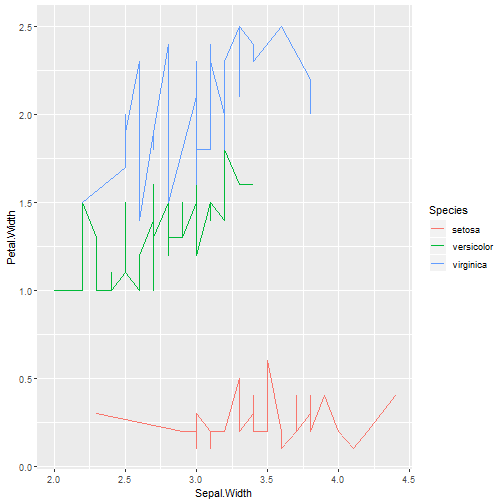 2.5
2.0
1.5
1.0
0.5
0.0
Petal.Width
2.0 2.5 3.0 3.5 4.0 4.5
Sepal.Width
Species
setosa
versicolor
virginica